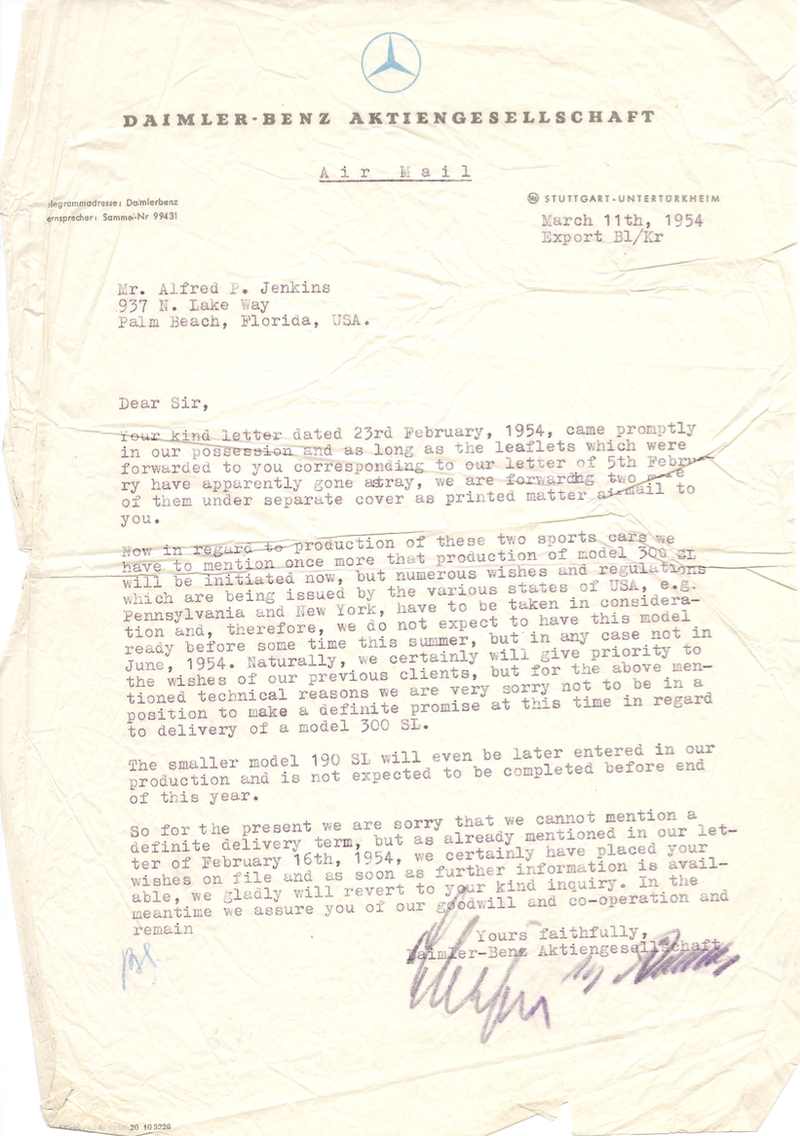 DAIMLER-BENZ AKTIENGESELLSCHAFT
Air Mail
elegrammadresse: Daimlerbenz
ernsprecher: Sammel-Nr 99431
STUTTGART-UNTERTÜRKHEIM
March 11th, 1954
Export Bl/Kr
Mr. Alfred P. Jenkins
937 N. Lake Way
Palm Beach, Florida, USA.
Dear Sir,
Your kind letter dated 23rd February, 1954, came promptly
in our possession and as long as the leaflets which were
forwarded to you corresponding to our letter of 5th Februa-
ry have apparently gone astray, we are forwarding two more
of them under separate cover as printed matter airmail to
you.
Now in regard to production of these two sports cars we
have to mention once more that production of model 300 SL
will be initiated now, but numerous wishes and regulations
which are being issued by the various states of USA, e.g.
Pennsylvania and New York, have to be taken in considera-
tion and, therefore, we do not expect to have this model
ready before some time this summer, but in any case not in
June, 1954. Naturally, we certainly will give priority to
the wishes of our previous clients, but for the above men-
tioned technical reasons we are very sorry not to be in a
position to make a definite promise at this time in regard
to delivery of a model 300 SL.
The smaller model 190 SL will even be later entered in our
production and is not expected to be completed before end
of this year.
So for the present we are sorry that we cannot mention a
definite delivery term, but as already mentioned in our let-
ter of February 16th, 1954, we certainly have placed your
wishes on file and as soon as further information is avail-
able, we gladly will revert to your kind inquiry. In the
meantime we assure you of our goodwill and co-operation and
remain
Yours faithfully,
Daimler-Benz Aktiengesellschaft
20 10 5226